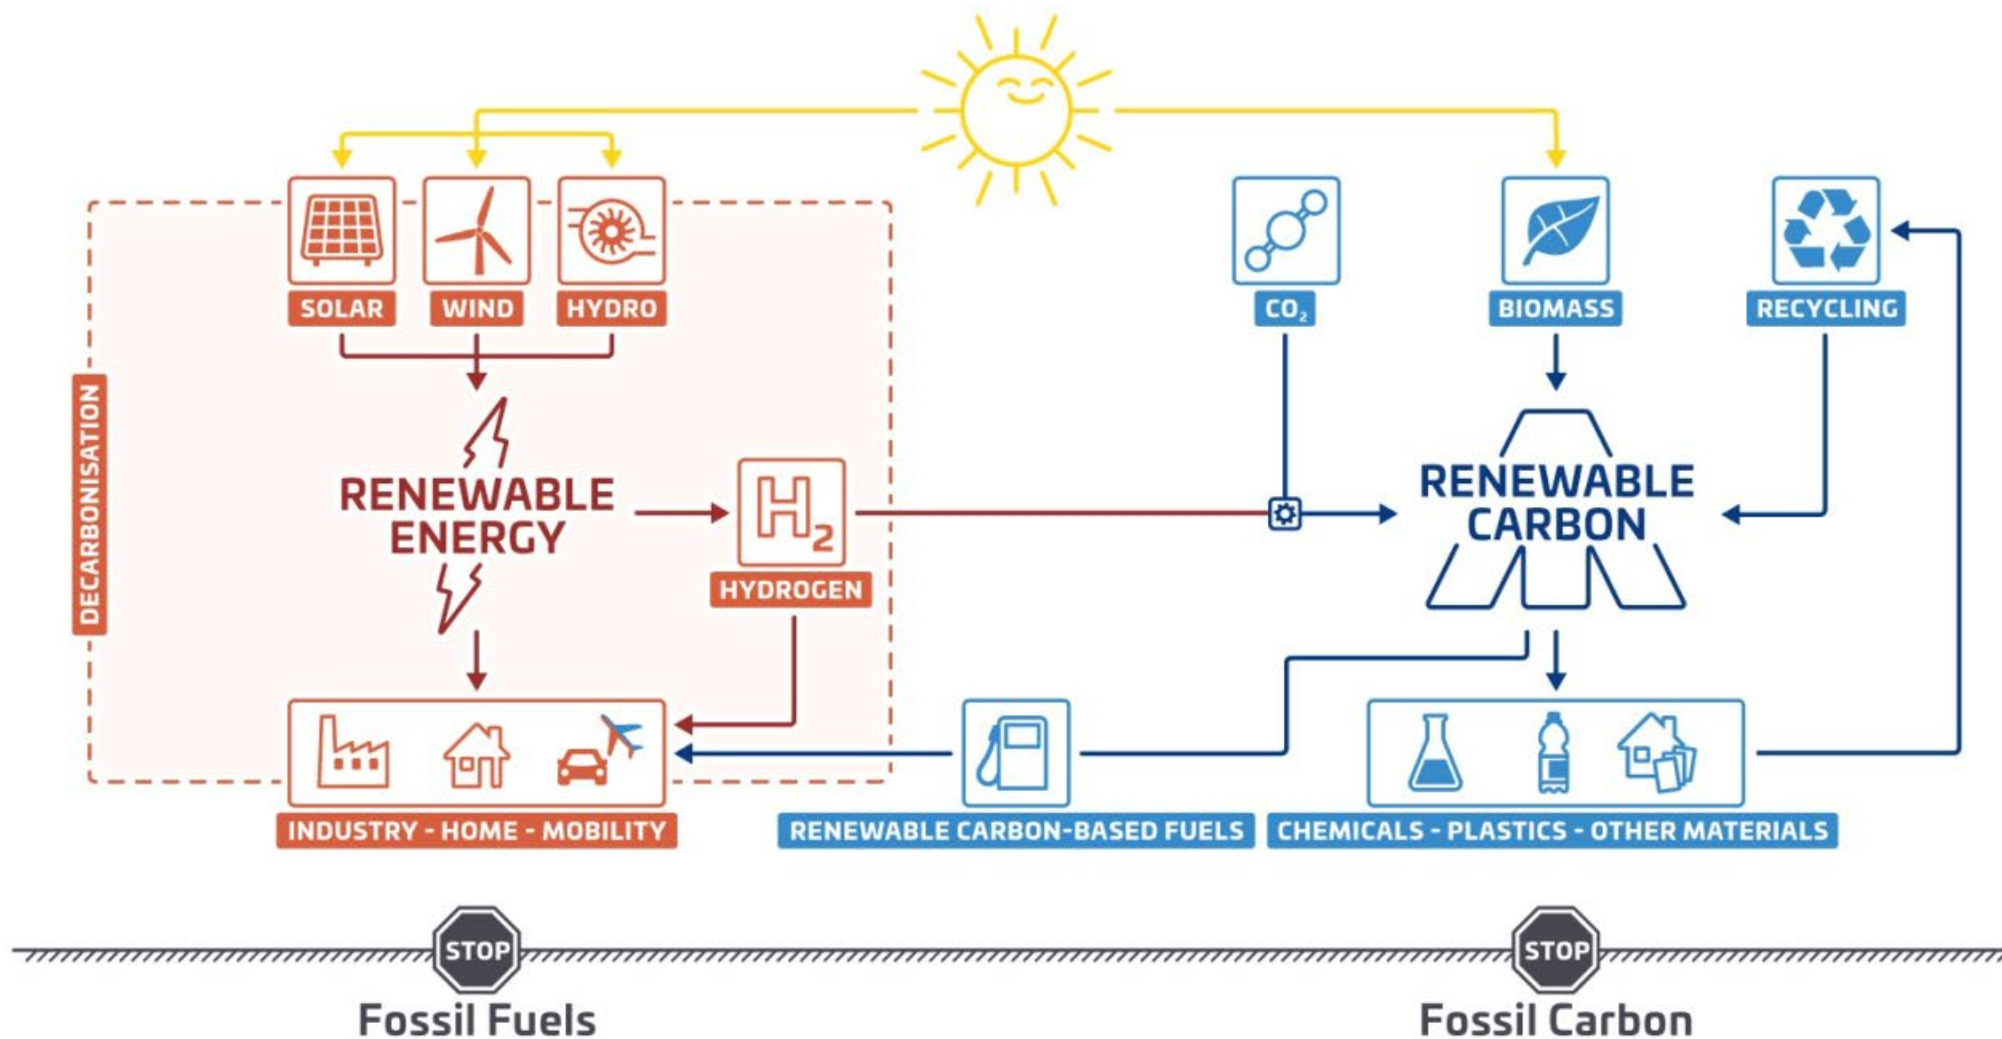 SOLAR
WIND
HYDRO
CO₂
BIOMASS
RECYCLING
DECARBONISATION
RENEWABLE
ENERGY
H₂
HYDROGEN
RENEWABLE
CARBON
INDUSTRY - HOME - MOBILITY
RENEWABLE CARBON-BASED FUELS
CHEMICALS - PLASTICS - OTHER MATERIALS
STOP
Fossil Fuels
STOP
Fossil Carbon